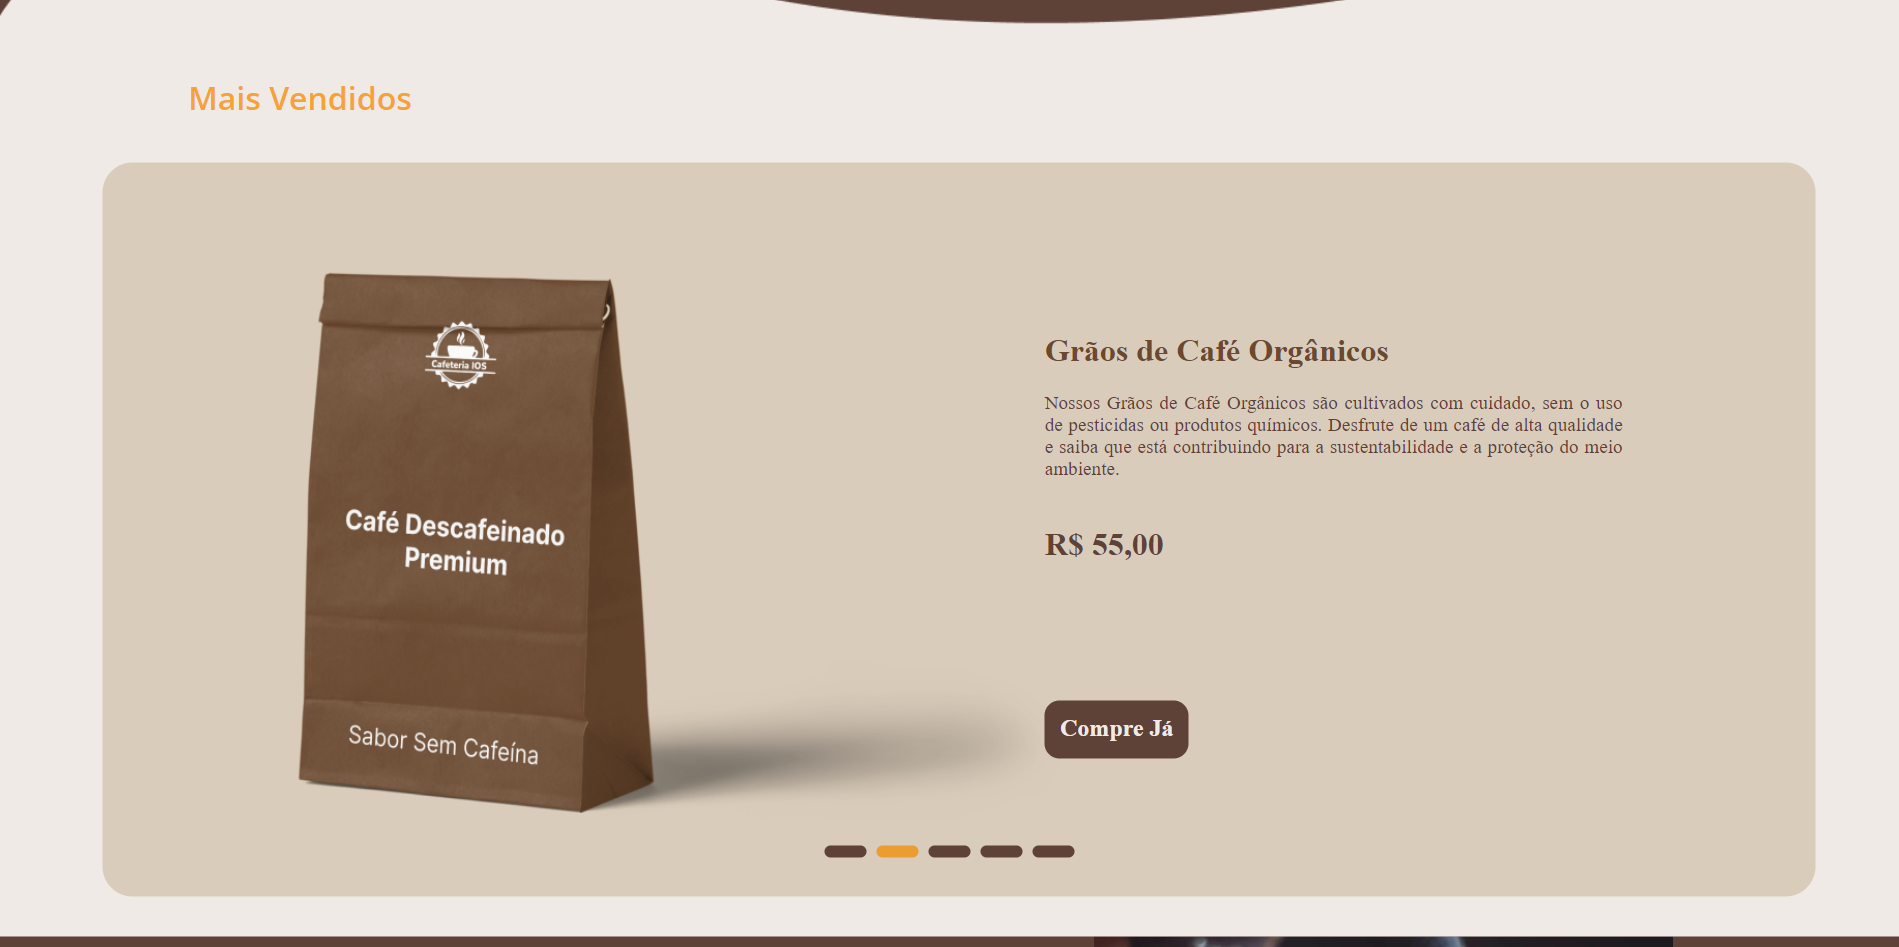 Mais Vendidos
Cafeteria IOS
Café Descafeinado
Premium
Sabor Sem Cafeína
Grãos de Café Orgânicos
Nossos Grãos de Café Orgânicos são cultivados com cuidado, sem o uso
de pesticidas ou produtos químicos. Desfrute de um café de alta qualidade
e saiba que está contribuindo para a sustentabilidade e a proteção do meio
ambiente.
R$ 55,00
Compre Já